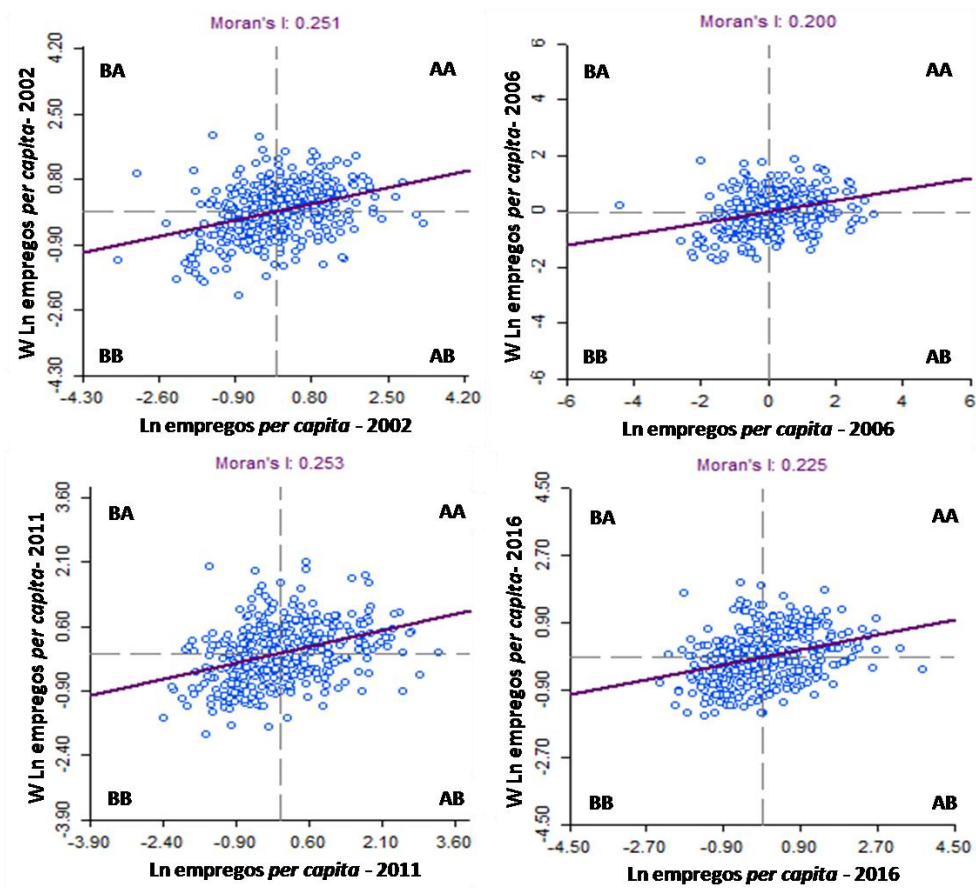 Moran's I: 0.251
W Ln empregos per capita- 2002
4.20
2.50
0.80
-0.90
-2.60
-4.30
BA
AA
BB
AB
-4.30 -2.60 -0.90 0.80 2.50 4.20
Ln empregos per capita - 2002
Moran's I: 0.200
W Ln empregos per capita- 2006
6
4
2
0
-2
-4
-6
BA
AA
BB
AB
-6 -4 -2 0 2 4 6
Ln empregos per capita - 2006
Moran's I: 0.253
W Ln empregos per capita- 2011
3.60
2.10
0.60
-0.90
-2.40
-3.90
BA
AA
BB
AB
-3.90 -2.40 -0.90 0.60 2.10 3.60
Ln empregos per capita - 2011
Moran's I: 0.225
W Ln empregos per capita- 2016
4.50
2.70
0.90
-0.90
-2.70
-4.50
BA
AA
BB
AB
-4.50 -2.70 -0.90 0.90 2.70 4.50
Ln empregos per capita - 2016